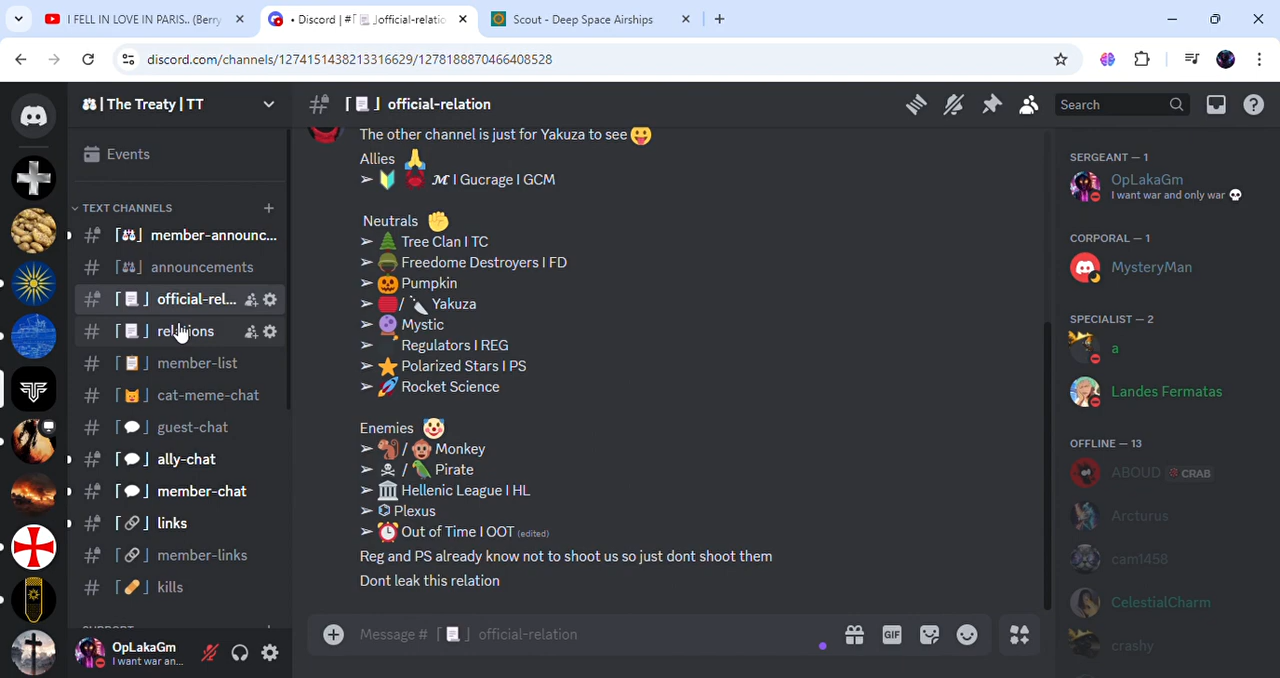 I FELL IN LOVE IN PARIS.. (Berry
• Discord | #「📃」official-relatio
Scout - Deep Space Airships
discord.com/channels/1274151438213316629/1278188870466408528
| The Treaty | TT
「📃」official-relation
Search
Events
TEXT CHANNELS
member-announc...
announcements
official-rel...
relations
member-list
cat-meme-chat
guest-chat
ally-chat
member-chat
links
member-links
kills
OpLakaGm
I want war an...
The other channel is just for Yakuza to see 😛
Allies 🙏
➣ 🔰 💋 𝓜 I Gucrage I GCM
Neutrals ✊
➣ 🌲 Tree Clan I TC
➣ 🪖 Freedome Destroyers I FD
➣ 🎃 Pumpkin
➣ 🟥/🔪 Yakuza
➣ 🔮 Mystic
➣ Regulators I REG
➣ ⭐ Polarized Stars I PS
➣ 🚀 Rocket Science
Enemies 🤡
➣ 🐿️/🐵 Monkey
➣ ☠/🦜 Pirate
➣ 🏛️ Hellenic League I HL
➣ ⌬ Plexus
➣ ⏰ Out of Time I OOT (edited)
Reg and PS already know not to shoot us so just dont shoot them
Dont leak this relation
Message #「📃」official-relation
GIF
SERGEANT — 1
OpLakaGm
I want war and only war 💀
CORPORAL — 1
MysteryMan
SPECIALIST — 2
a
Landes Fermatas
OFFLINE — 13
ABOUD CRAB
Arcturus
cam1458
CelestialCharm
crashy